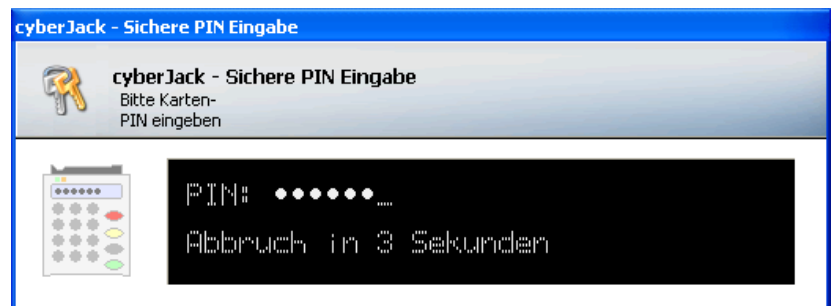 cyberJack - Sichere PIN Eingabe
cyberJack - Sichere PIN Eingabe
Bitte Karten-
PIN eingeben
PIN: ●●●●●●_
Abbruch in 3 Sekunden